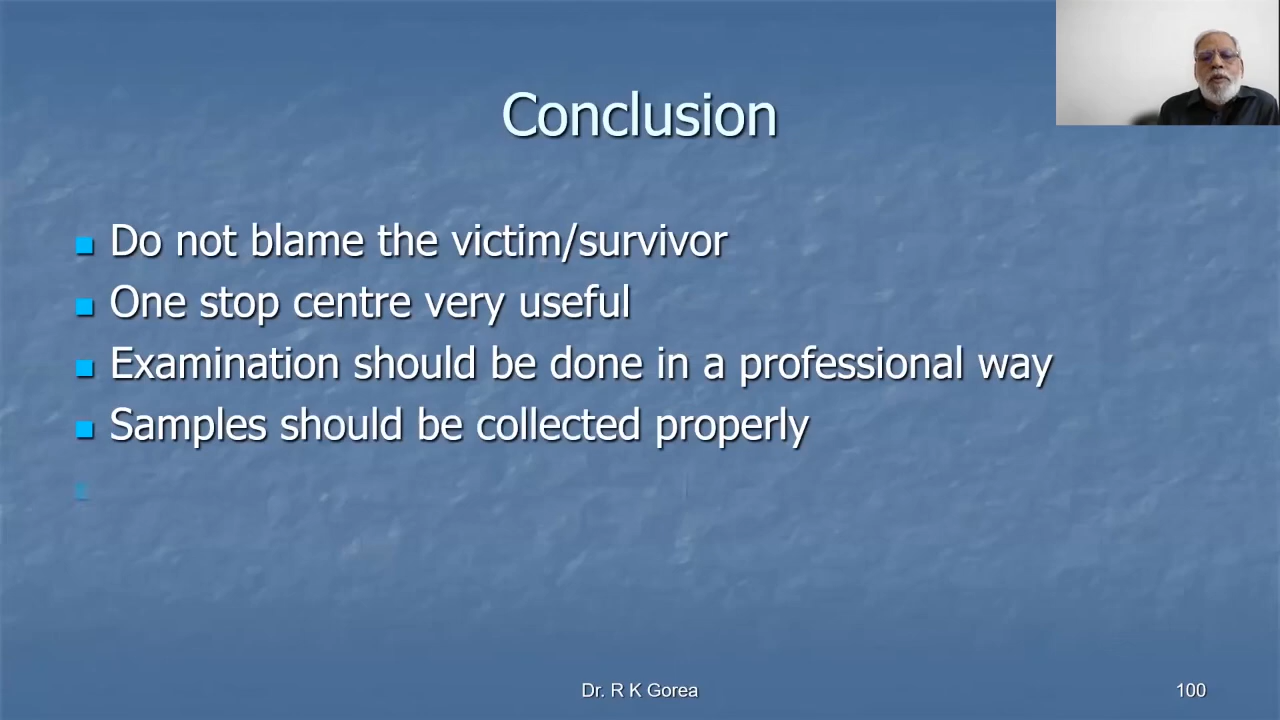 Conclusion
Do not blame the victim/survivor
One stop centre very useful
Examination should be done in a professional way
Samples should be collected properly
Dr. R K Gorea
100